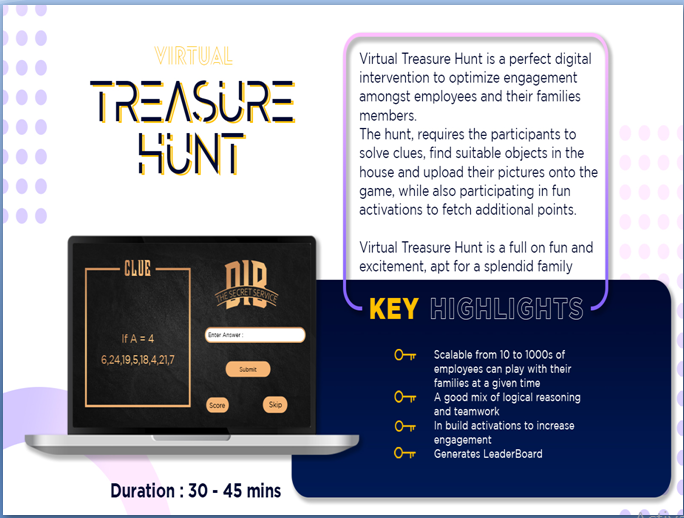 VIRTUAL
TREASURE
HUNT
Virtual Treasure Hunt is a perfect digital
intervention to optimize engagement
amongst employees and their families
members.
The hunt, requires the participants to
solve clues, find suitable objects in the
house and upload their pictures onto the
game, while also participating in fun
activations to fetch additional points.
Virtual Treasure Hunt is a full on fun and
excitement, apt for a splendid family
CLUE
If A = 4
6,24,19,5,18,4,21,7
DIB
THE SECRET SERVICE
Enter Answer :
Submit
Score
Skip
KEY HIGHLIGHTS
Scalable from 10 to 1000s of
employees can play with their
families at a given time
A good mix of logical reasoning
and teamwork
In build activations to increase
engagement
Generates LeaderBoard
Duration : 30 - 45 mins